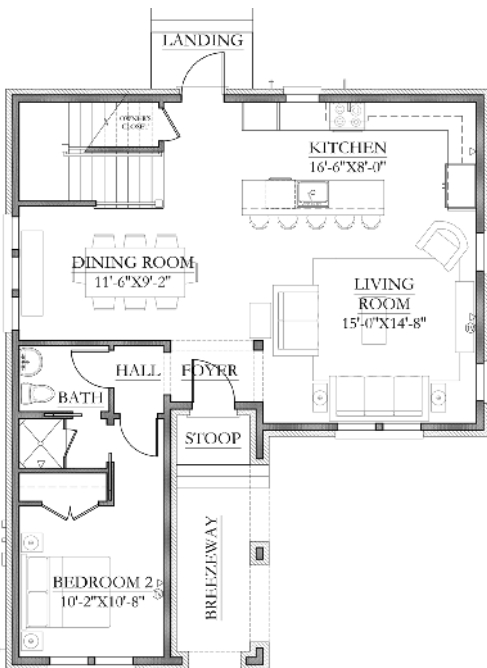 LANDING
OWNER'S
CLOSET
KITCHEN
16'-6"X8'-0"
DINING ROOM
11'-6"X9'-2"
LIVING
ROOM
15'-0"X14'-8"
HALL
FOYER
BATH
STOOP
BREEZEWAY
BEDROOM 2
10'-2"X10'-8"